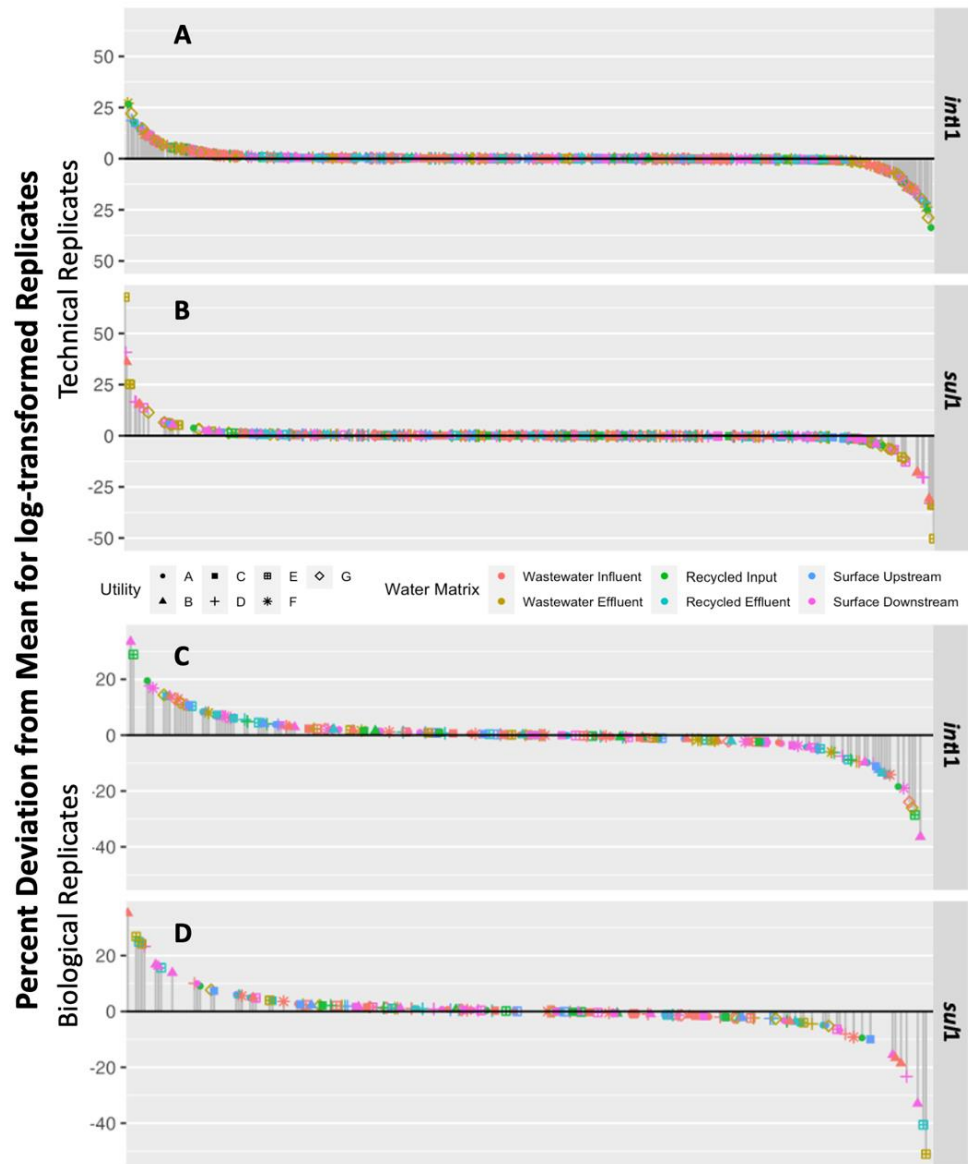 Percent Deviation from Mean for log-transformed Replicates
Technical Replicates
A
50
25
0
25
50
intI1
B
50
25
0
-25
-50
sul1
Utility
A
C
E
G
B
D
F
Water Matrix
Wastewater Influent
Recycled Input
Surface Upstream
Wastewater Effluent
Recycled Effluent
Surface Downstream
Biological Replicates
C
20
0
-20
-40
intI1
D
20
0
-20
-40
sul1